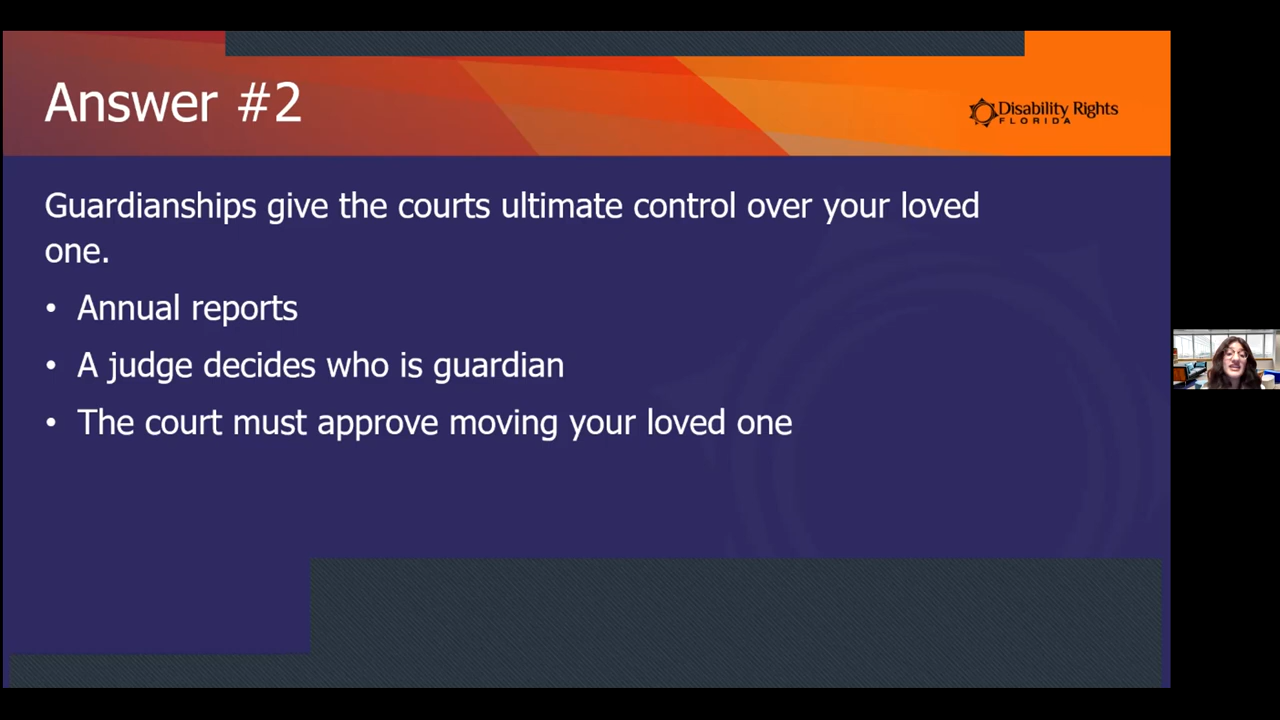 Answer #2
Disability Rights
FLORIDA
Guardianships give the courts ultimate control over your loved
one.
• Annual reports
• A judge decides who is guardian
• The court must approve moving your loved one